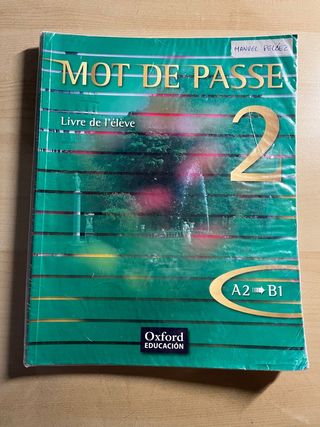 MANUEL
MOT DE PASSE
2
Livre de l'élève
A2 ➡ B1
Oxford
EDUCACIÓN